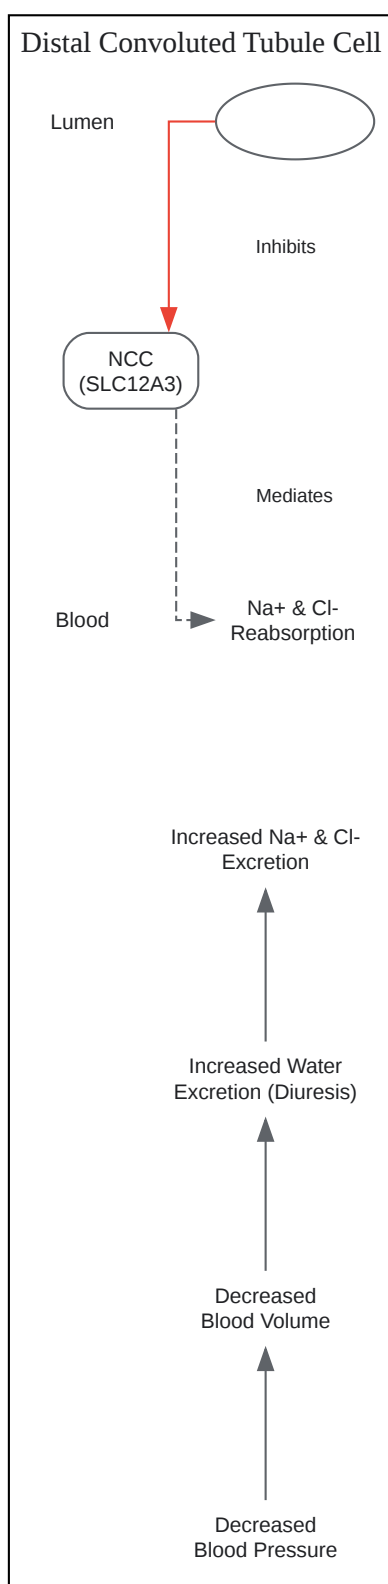 Distal Convoluted Tubule Cell
Lumen
Inhibits
NCC
(SLC12A3)
Mediates
Blood
Na+ & Cl-
Reabsorption
Increased Na+ & Cl-
Excretion
Increased Water
Excretion (Diuresis)
Decreased
Blood Volume
Decreased
Blood Pressure